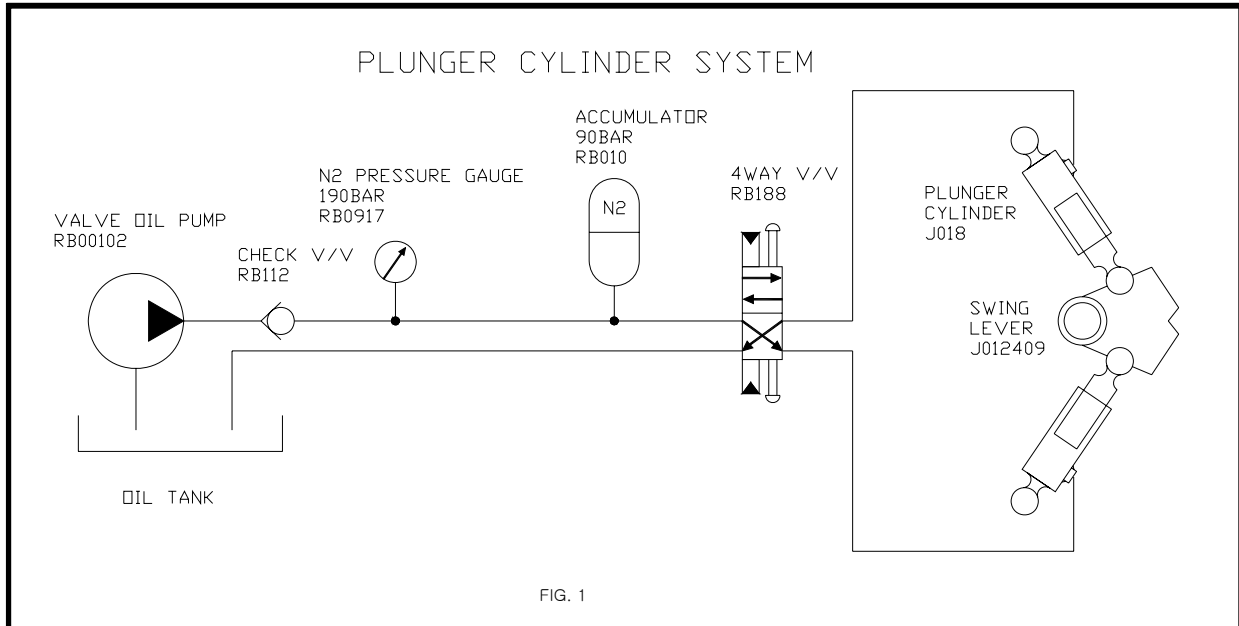 PLUNGER CYLINDER SYSTEM
ACCUMULATOR
90BAR
RB010
N2 PRESSURE GAUGE
190BAR
RB0917
4WAY V/V
RB188
N2
PLUNGER
CYLINDER
J018
VALVE OIL PUMP
RB00102
CHECK V/V
RB112
SWING
LEVER
J012409
OIL TANK
FIG. 1